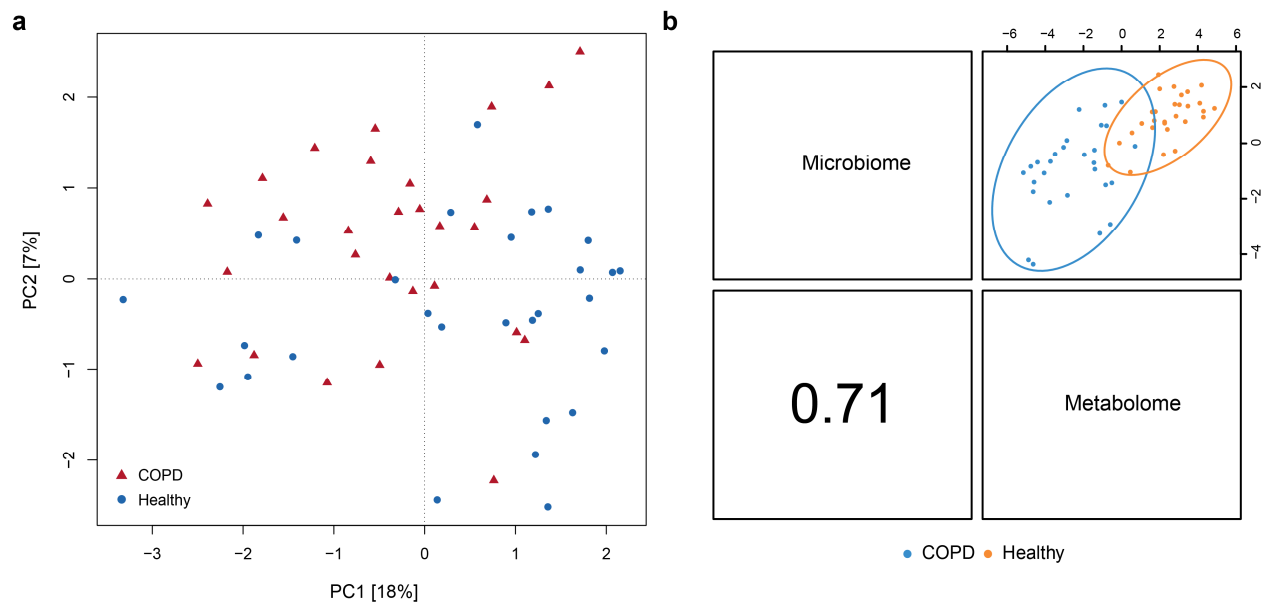 a
PC2 [7%]
2
1
0
−1
−2
COPD
Healthy
−3 −2 −1 0 1 2
PC1 [18%]
b
−6 −4 −2 0 2 4 6
Microbiome
2
0
−2
−4
0.71
Metabolome
COPD Healthy